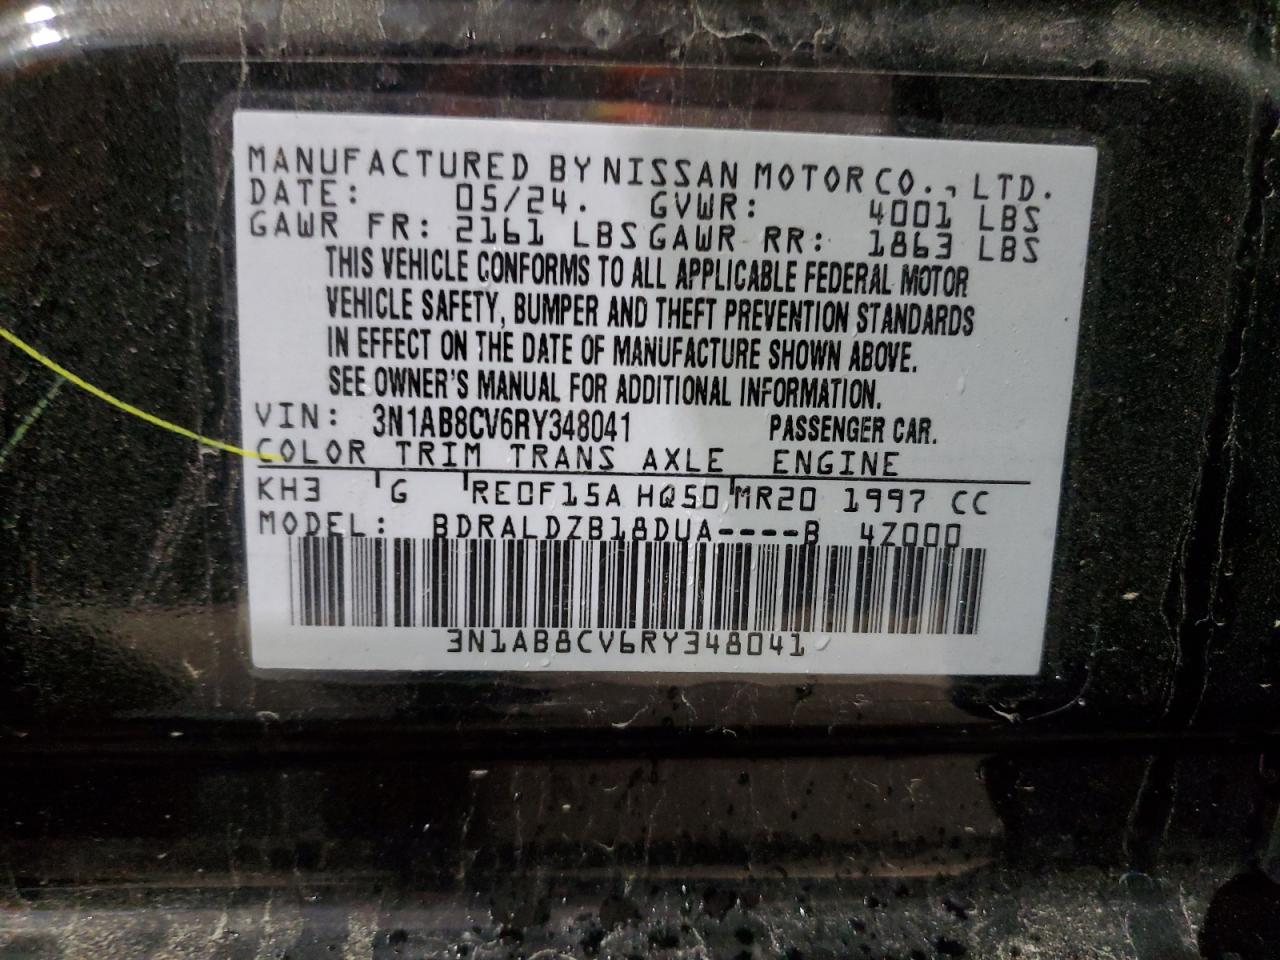 MANUFACTURED BY NISSAN MOTOR CO., LTD.
DATE: 05/24. GVWR: 4001 LBS
GAWR FR: 2161 LBS GAWR RR: 1863 LBS
THIS VEHICLE CONFORMS TO ALL APPLICABLE FEDERAL MOTOR
VEHICLE SAFETY, BUMPER AND THEFT PREVENTION STANDARDS
IN EFFECT ON THE DATE OF MANUFACTURE SHOWN ABOVE.
SEE OWNER'S MANUAL FOR ADDITIONAL INFORMATION.
VIN: 3N1AB8CV6RY348041 PASSENGER CAR.
COLOR TRIM TRANS AXLE ENGINE
KH3 G RE0F15A HQ50 MR20 1997 CC
MODEL: BDRALDZB18DUA----B 4Z000
3N1AB8CV6RY348041